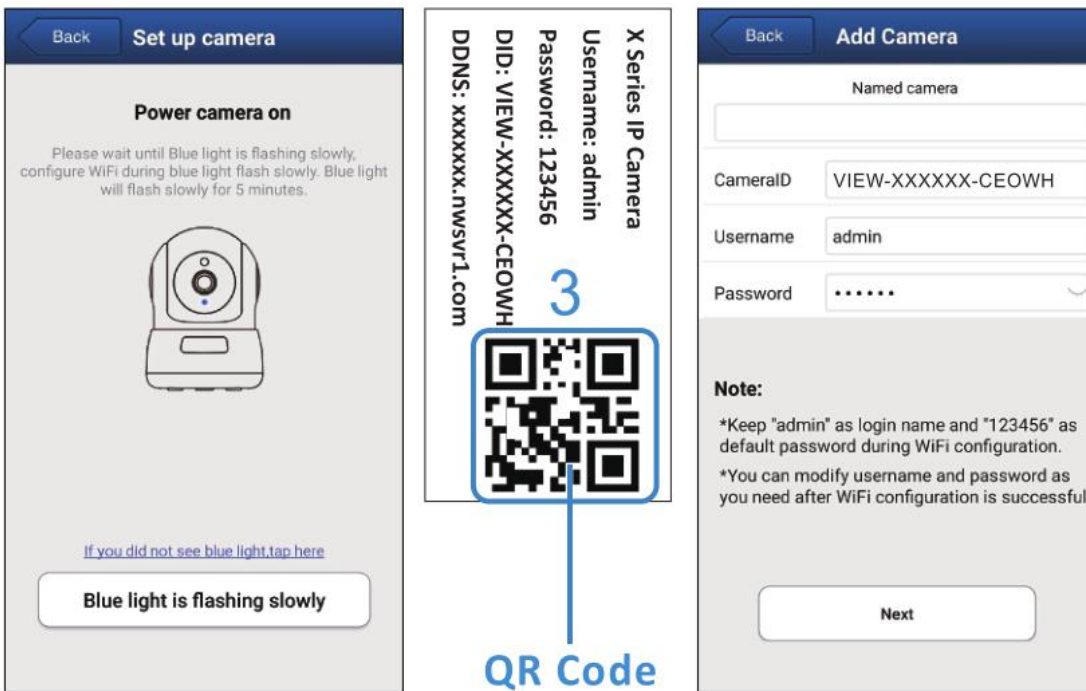 Back
Set up camera
Power camera on
Please wait until Blue light is flashing slowly,
configure WiFi during blue light flash slowly. Blue light
will flash slowly for 5 minutes.
If you did not see blue light,tap here
Blue light is flashing slowly
X Series IP Camera
Username: admin
Password: 123456
DID: VIEW-XXXXXX-CEOWH
DDNS: xxxxxxx.nwsvr1.com
3
QR Code
Back
Add Camera
Named camera
CameraID
VIEW-XXXXXX-CEOWH
Username
admin
Password
••••••
Note:
*Keep "admin" as login name and "123456" as
default password during WiFi configuration.
*You can modify username and password as
you need after WiFi configuration is successful
Next